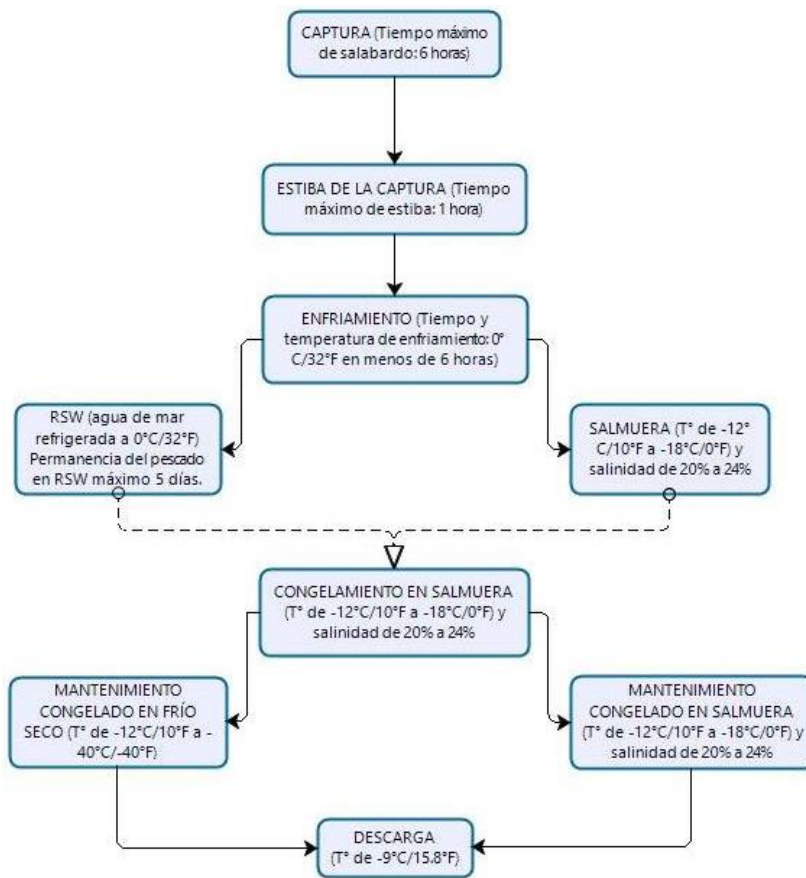 CAPTURA (Tiempo máximo
de salabardo: 6 horas)
ESTIBA DE LA CAPTURA (Tiempo
máximo de estiba: 1 hora)
ENFRIAMIENTO (Tiempo y
temperatura de enfriamiento: 0°
C/32°F en menos de 6 horas)
RSW (agua de mar
refrigerada a 0°C/32°F)
Permanencia del pescado
en RSW máximo 5 días.
SALMUERA (T° de -12°
C/10°F a -18°C/0°F) y
salinidad de 20% a 24%
CONGELAMIENTO EN SALMUERA
(T° de -12°C/10°F a -18°C/0°F) y
salinidad de 20% a 24%
MANTENIMIENTO
CONGELADO EN FRÍO
SECO (T° de -12°C/10°F a -
40°C/-40°F)
MANTENIMIENTO
CONGELADO EN SALMUERA
(T° de -12°C/10°F a -18°C/0°F) y
salinidad de 20% a 24%
DESCARGA
(T° de -9°C/15.8°F)